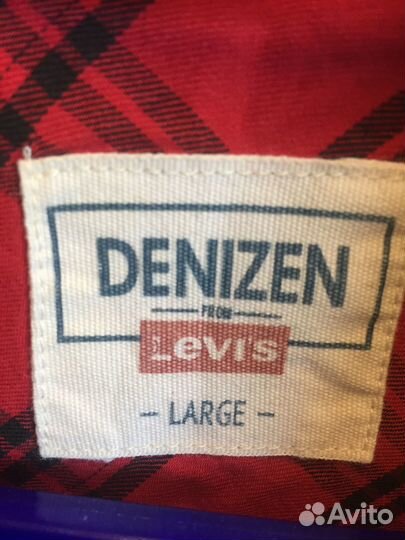 DENIZEN
FROM
Levi's
- LARGE -
Avito